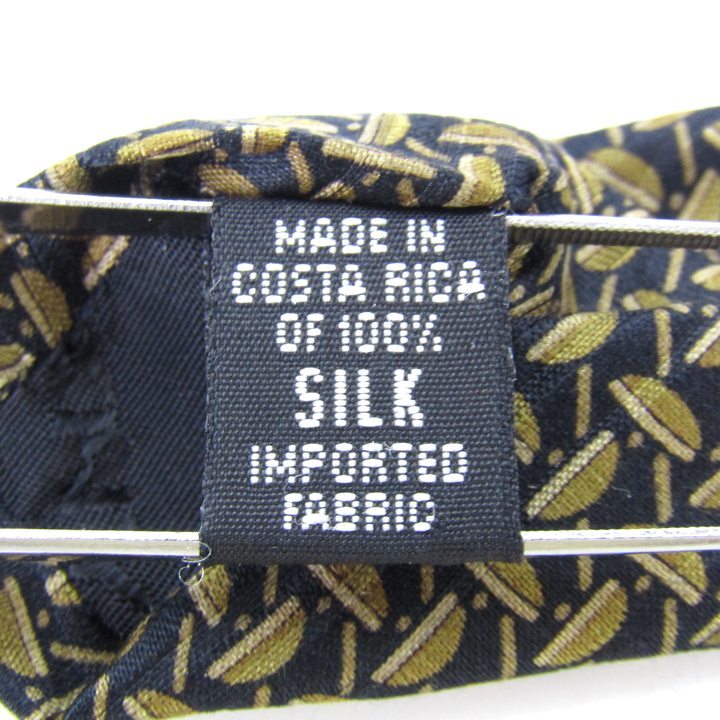 MADE IN
COSTA RICA
OF 100%
SILK
IMPORTED
FABRIC